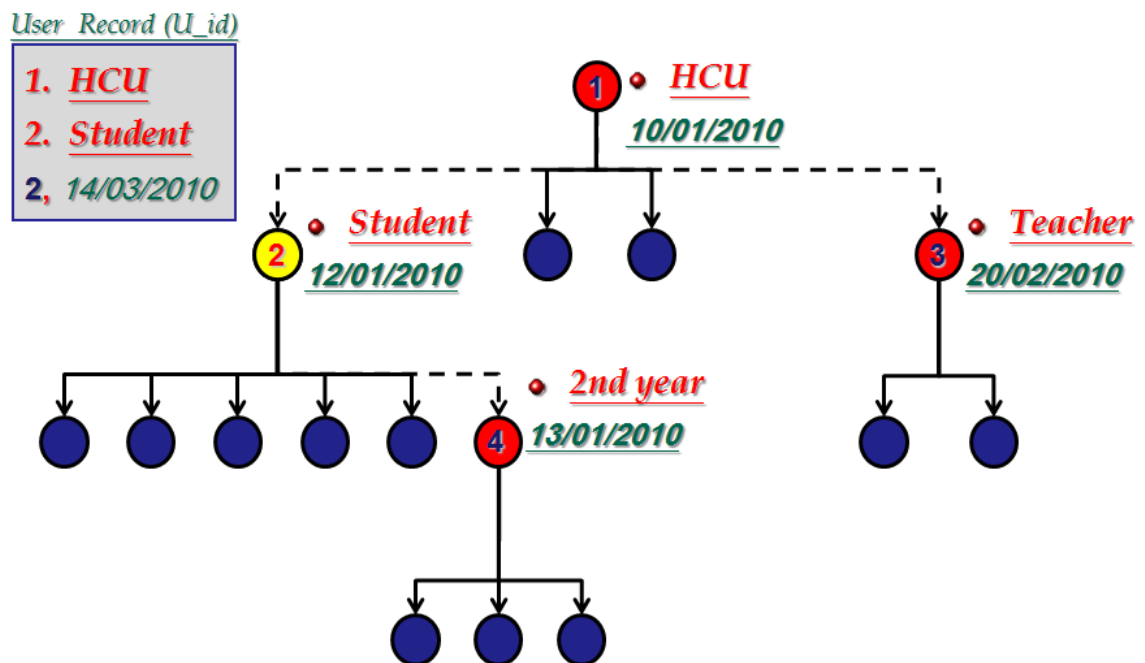 User Record (U_id)
1. HCU
2. Student
2, 14/03/2010
1
HCU
10/01/2010
2
Student
12/01/2010
3
Teacher
20/02/2010
4
2nd year
13/01/2010